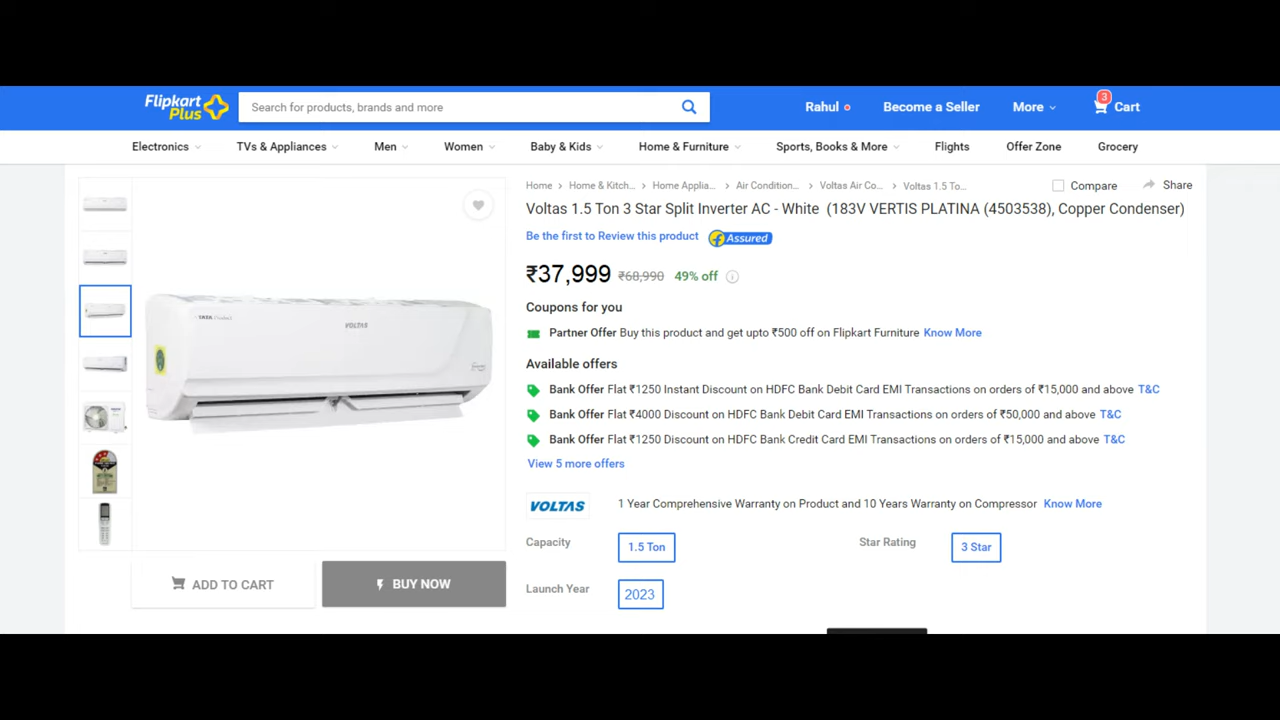 Flipkart Plus
Search for products, brands and more
Rahul
Become a Seller
More
3
Cart
Electronics
TVs & Appliances
Men
Women
Baby & Kids
Home & Furniture
Sports, Books & More
Flights
Offer Zone
Grocery
Home > Home & Kitch... > Home Applia... > Air Condition... > Voltas Air Co... > Voltas 1.5 To...
Compare
Share
Voltas 1.5 Ton 3 Star Split Inverter AC - White (183V VERTIS PLATINA (4503538), Copper Condenser)
Be the first to Review this product
f Assured
₹37,999 ₹68,990 49% off
Coupons for you
Partner Offer Buy this product and get upto ₹500 off on Flipkart Furniture Know More
Available offers
Bank Offer Flat ₹1250 Instant Discount on HDFC Bank Debit Card EMI Transactions on orders of ₹15,000 and above T&C
Bank Offer Flat ₹4000 Discount on HDFC Bank Debit Card EMI Transactions on orders of ₹50,000 and above T&C
Bank Offer Flat ₹1250 Discount on HDFC Bank Credit Card EMI Transactions on orders of ₹15,000 and above T&C
View 5 more offers
VOLTAS
1 Year Comprehensive Warranty on Product and 10 Years Warranty on Compressor Know More
Capacity
1.5 Ton
Star Rating
3 Star
Launch Year
2023
TATA Product
VOLTAS
ADD TO CART
BUY NOW